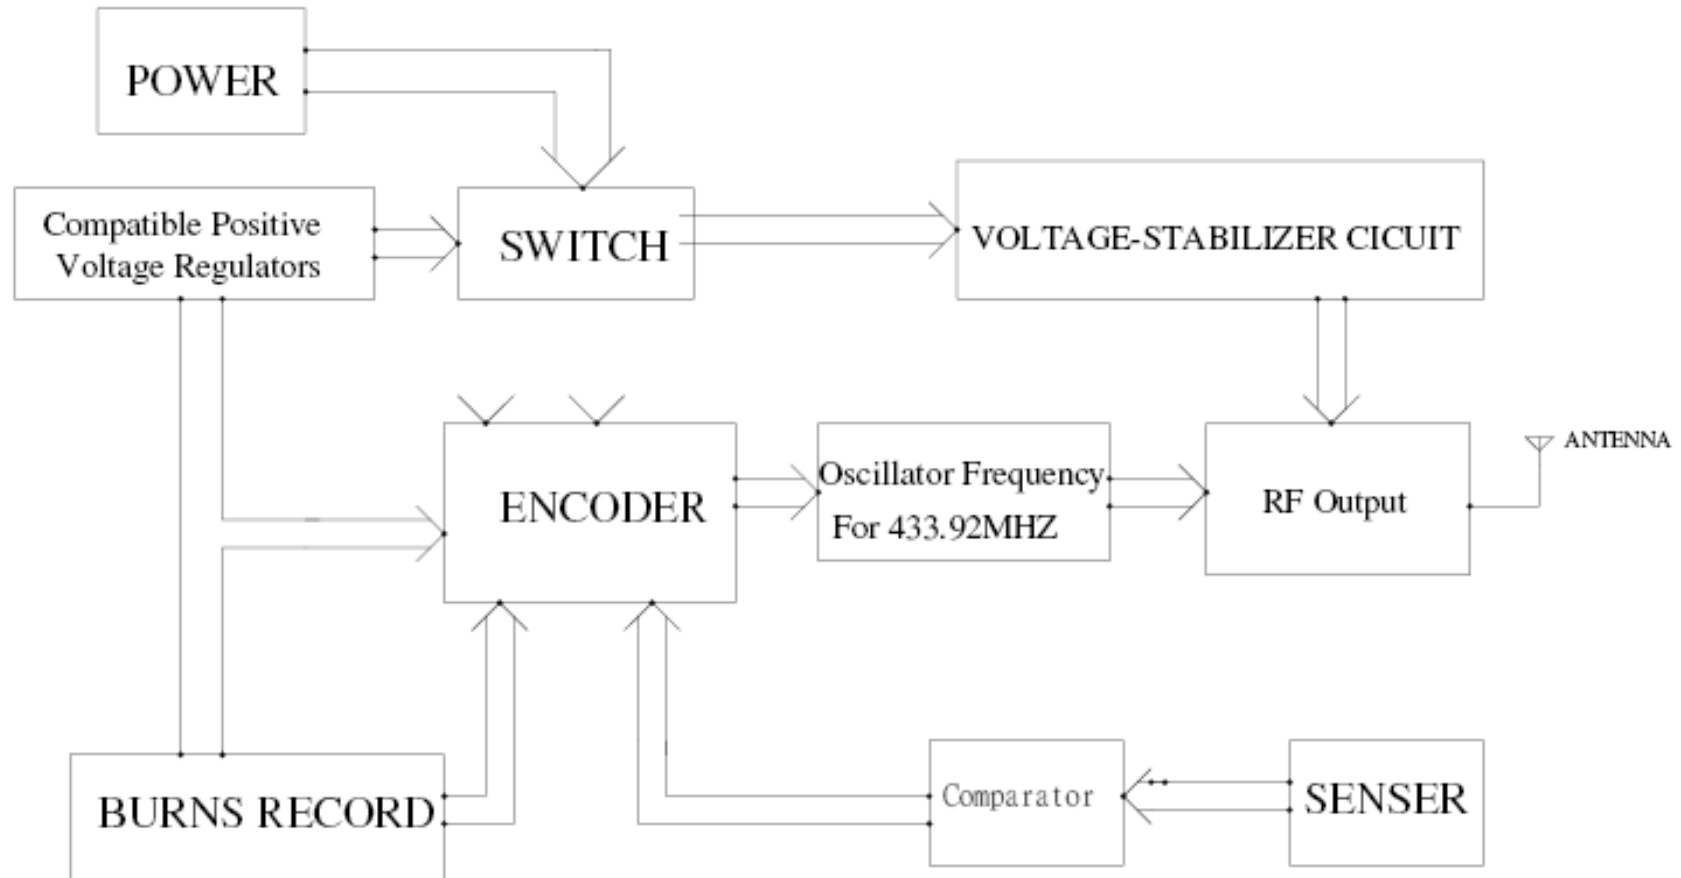 POWER
Compatible Positive
Voltage Regulators
SWITCH
VOLTAGE-STABILIZER CICUIT
ENCODER
Oscillator Frequency
For 433.92MHZ
RF Output
ANTENNA
BURNS RECORD
Comparator
SENSER